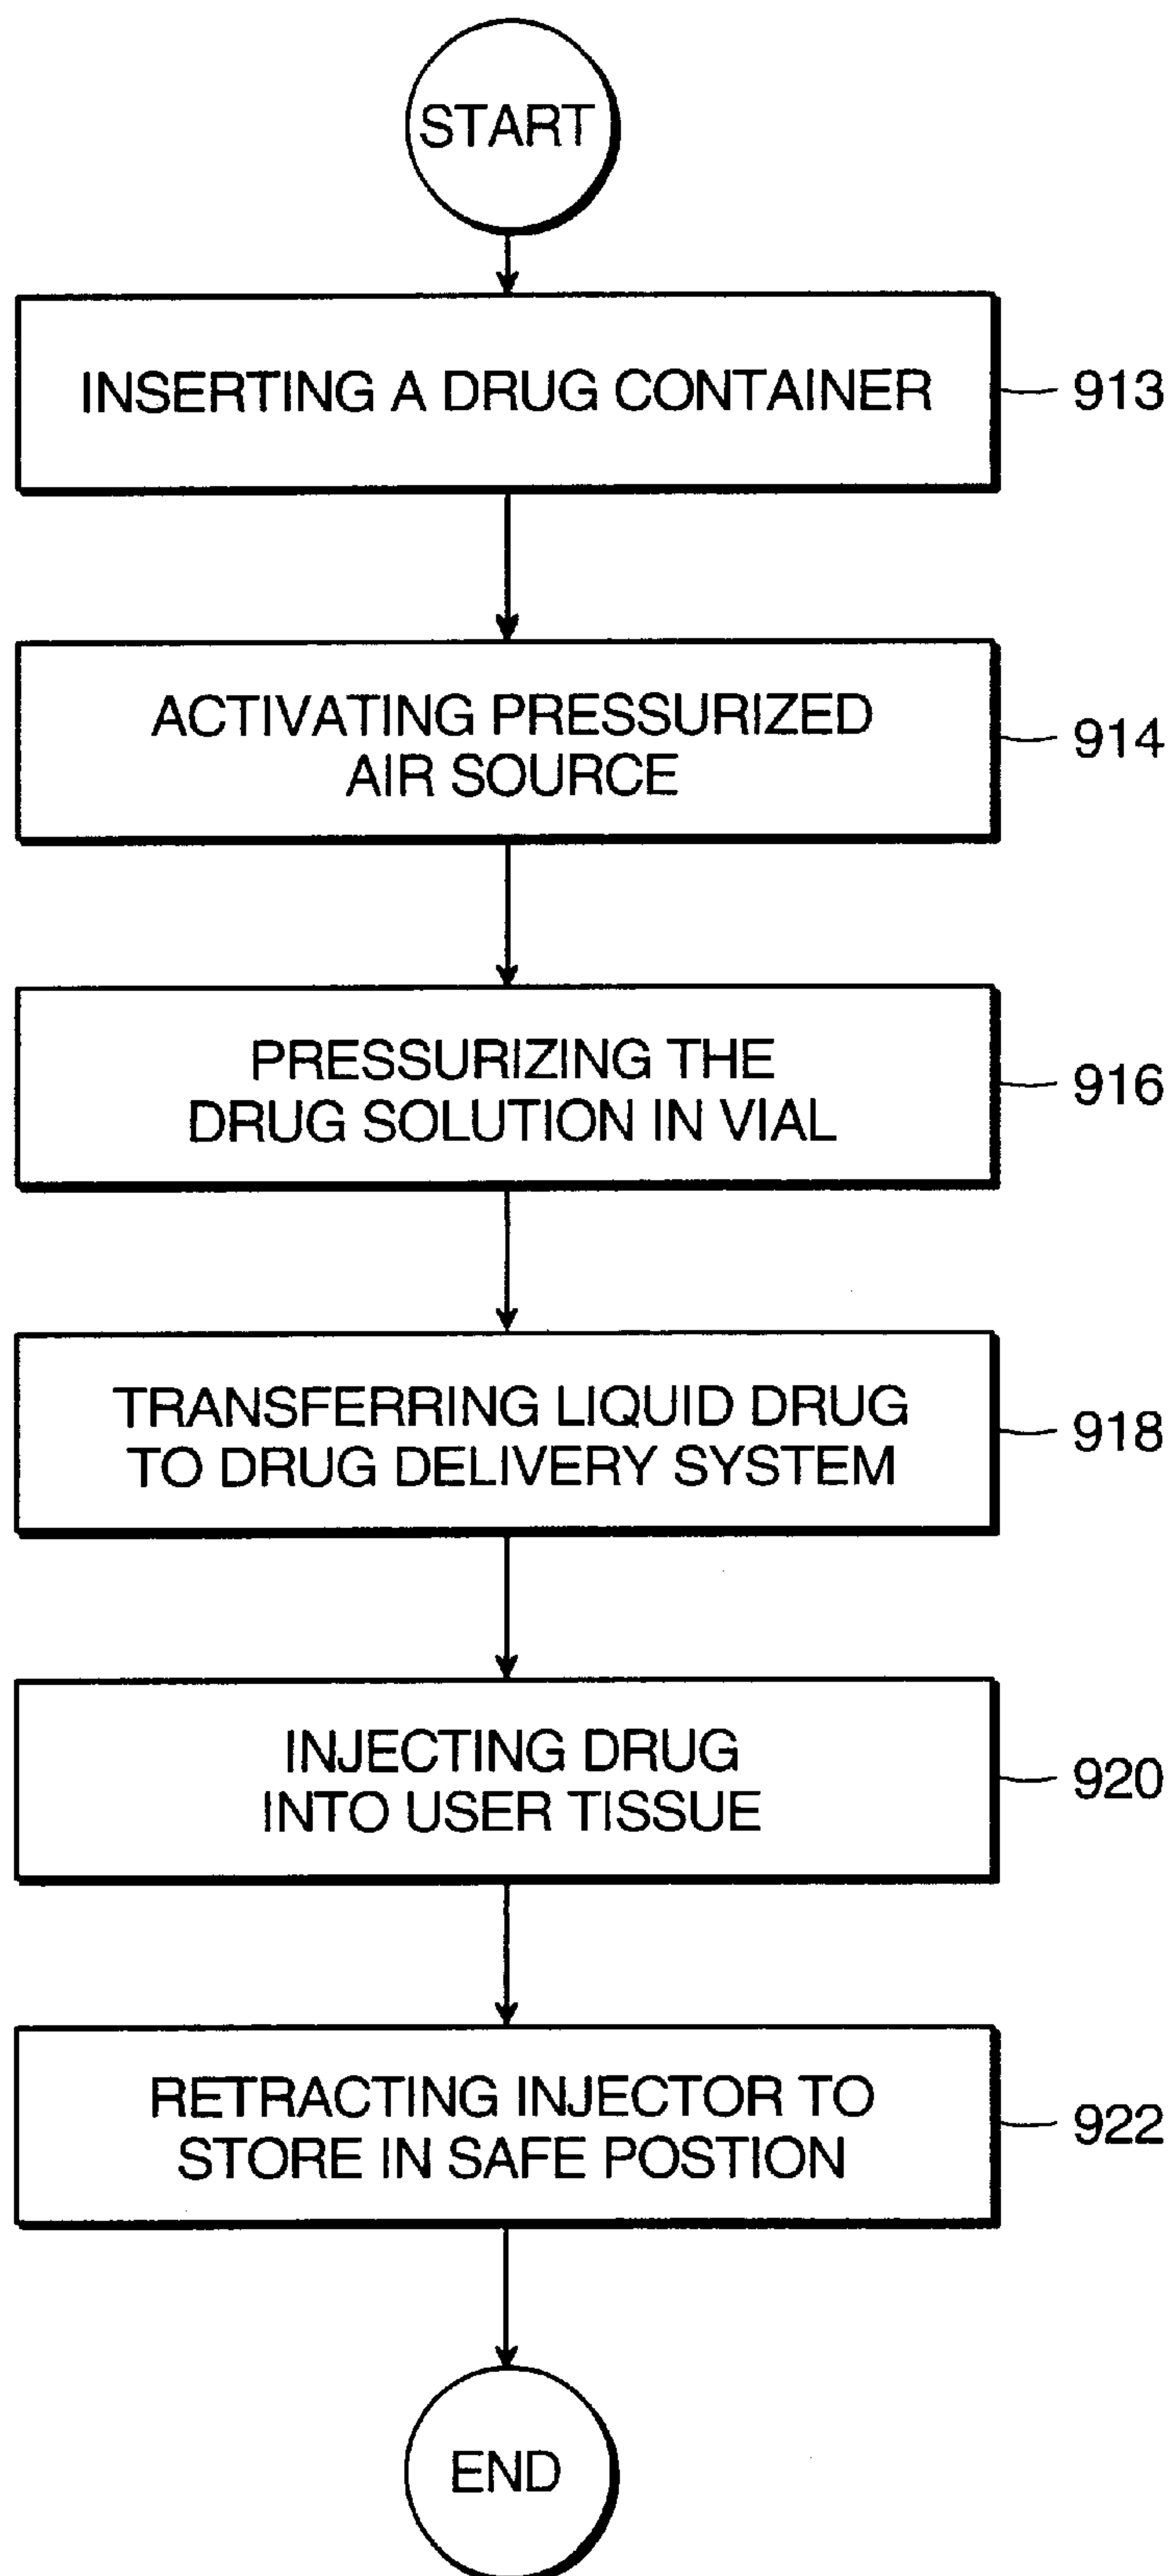 START
INSERTING A DRUG CONTAINER
913
ACTIVATING PRESSURIZED
AIR SOURCE
914
PRESSURIZING THE
DRUG SOLUTION IN VIAL
916
TRANSFERRING LIQUID DRUG
TO DRUG DELIVERY SYSTEM
918
INJECTING DRUG
INTO USER TISSUE
920
RETRACTING INJECTOR TO
STORE IN SAFE POSTION
922
END